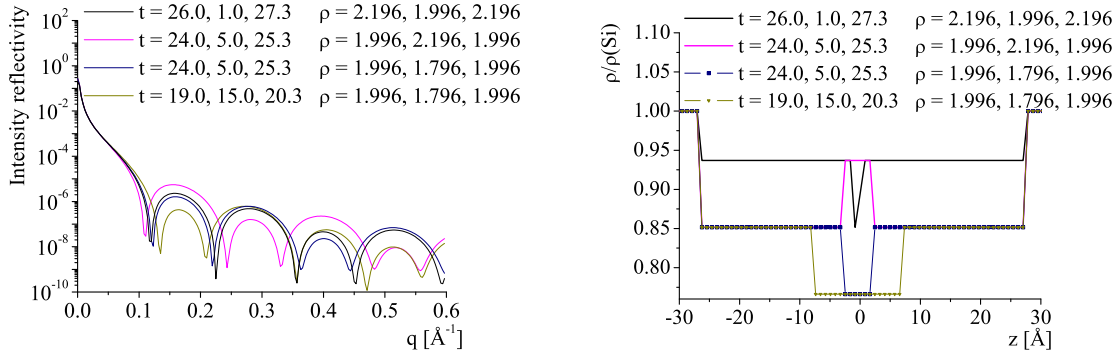 Intensity reflectivity
10²
10⁰
10⁻²
10⁻⁴
10⁻⁶
10⁻⁸
10⁻¹⁰
t = 26.0, 1.0, 27.3 ρ = 2.196, 1.996, 2.196
t = 24.0, 5.0, 25.3 ρ = 1.996, 2.196, 1.996
t = 24.0, 5.0, 25.3 ρ = 1.996, 1.796, 1.996
t = 19.0, 15.0, 20.3 ρ = 1.996, 1.796, 1.996
0.0 0.1 0.2 0.3 0.4 0.5 0.6
q [Å⁻¹]
ρ/ρ(Si)
1.10
1.05
1.00
0.95
0.90
0.85
0.80
t = 26.0, 1.0, 27.3 ρ = 2.196, 1.996, 2.196
t = 24.0, 5.0, 25.3 ρ = 1.996, 2.196, 1.996
t = 24.0, 5.0, 25.3 ρ = 1.996, 1.796, 1.996
t = 19.0, 15.0, 20.3 ρ = 1.996, 1.796, 1.996
-30 -20 -10 0 10 20 30
z [Å]